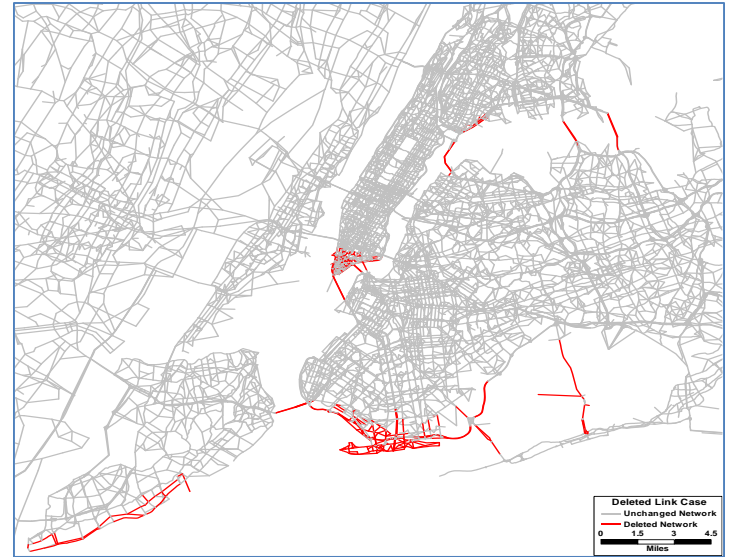 Deleted Link Case
Unchanged Network
Deleted Network
0 1.5 3 4.5
Miles